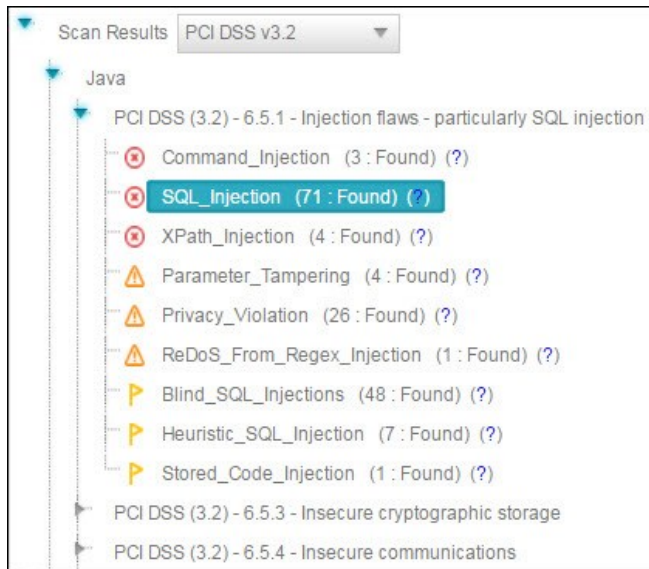 Scan Results PCI DSS v3.2
Java
PCI DSS (3.2) - 6.5.1 - Injection flaws - particularly SQL injection
Command_Injection (3 : Found) (?)
SQL_Injection (71 : Found) (?)
XPath_Injection (4 : Found) (?)
Parameter_Tampering (4 : Found) (?)
Privacy_Violation (26 : Found) (?)
ReDoS_From_Regex_Injection (1 : Found) (?)
Blind_SQL_Injections (48 : Found) (?)
Heuristic_SQL_Injection (7 : Found) (?)
Stored_Code_Injection (1 : Found) (?)
PCI DSS (3.2) - 6.5.3 - Insecure cryptographic storage
PCI DSS (3.2) - 6.5.4 - Insecure communications